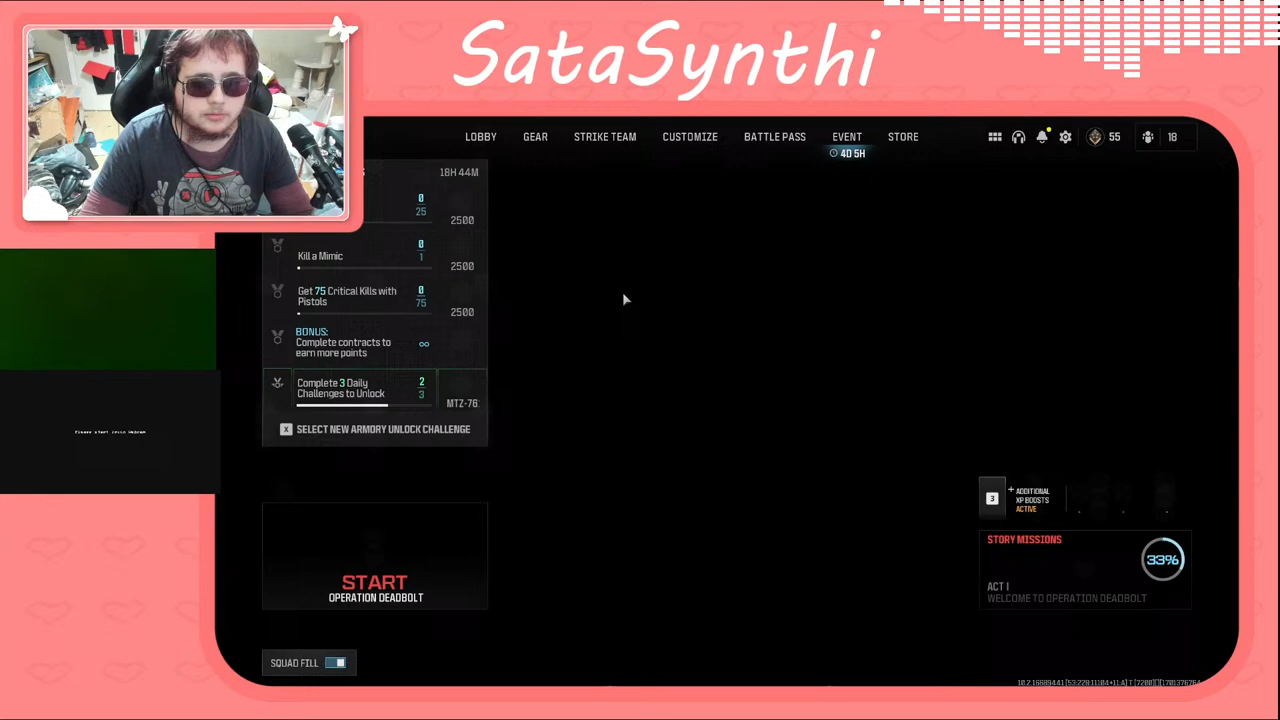 SataSynthi
LOBBY GEAR STRIKE TEAM CUSTOMIZE BATTLE PASS EVENT STORE
55 18
4D 5H
18H 44M
0
25
2500
Kill a Mimic
0
1
2500
Get 75 Critical Kills with
Pistols
0
75
2500
BONUS:
Complete contracts to
earn more points
∞
Complete 3 Daily
Challenges to Unlock
2
3
MTZ-76
X SELECT NEW ARMORY UNLOCK CHALLENGE
START
OPERATION DEADBOLT
SQUAD FILL
3
+ ADDITIONAL
XP BOOSTS
ACTIVE
STORY MISSIONS
33%
ACT I
WELCOME TO OPERATION DEADBOLT